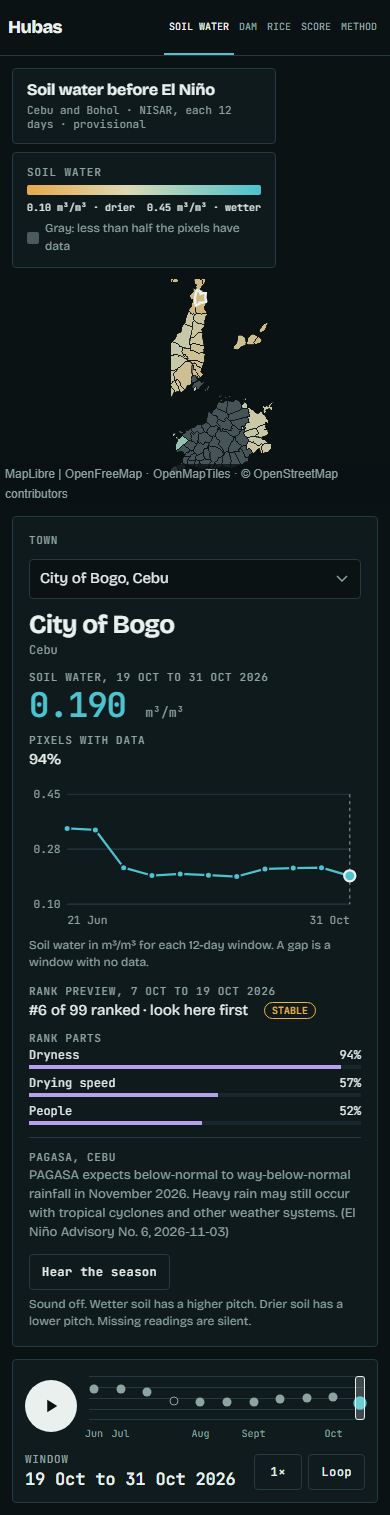 Hubas
SOIL WATER DAM RICE SCORE METHOD
Soil water before El Niño
Cebu and Bohol · NISAR, each 12
days · provisional
SOIL WATER
0.10 m³/m³ · drier 0.45 m³/m³ · wetter
Gray: less than half the pixels have
data
MapLibre | OpenFreeMap · OpenMapTiles · © OpenStreetMap
contributors
TOWN
City of Bogo, Cebu
City of Bogo
Cebu
SOIL WATER, 19 OCT TO 31 OCT 2026
0.190 m³/m³
PIXELS WITH DATA
94%
0.45
0.28
0.10
21 Jun 31 Oct
Soil water in m³/m³ for each 12-day window. A gap is a
window with no data.
RANK PREVIEW, 7 OCT TO 19 OCT 2026
#6 of 99 ranked · look here first STABLE
RANK PARTS
Dryness 94%
Drying speed 57%
People 52%
PAGASA, CEBU
PAGASA expects below-normal to way-below-normal
rainfall in November 2026. Heavy rain may still occur
with tropical cyclones and other weather systems. (El
Niño Advisory No. 6, 2026-11-03)
Hear the season
Sound off. Wetter soil has a higher pitch. Drier soil has a
lower pitch. Missing readings are silent.
Jun Jul Aug Sept Oct
WINDOW
19 Oct to 31 Oct 2026
1×
Loop